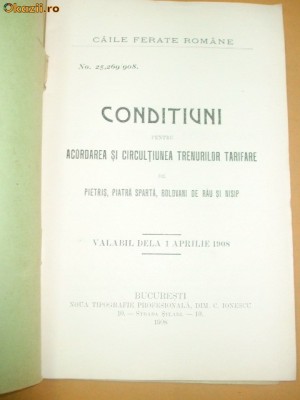 Okazii.ro
CĂILE FERATE ROMÂNE
No. 25.269.908.
CONDITIUNI
PENTRU
ACORDAREA ȘI CIRCULȚIUNEA TRENURILOR TARIFARE
DE
PIETRIȘ, PIATRĂ SPARTĂ, BOLOVANI DE RÂU ȘI NISIP
VALABIL DELA 1 APRILIE 1908
BUCUREȘTI
NOUA TIPOGRAFIE PROFESIONALĂ, DIM. C. IONESCU
1908